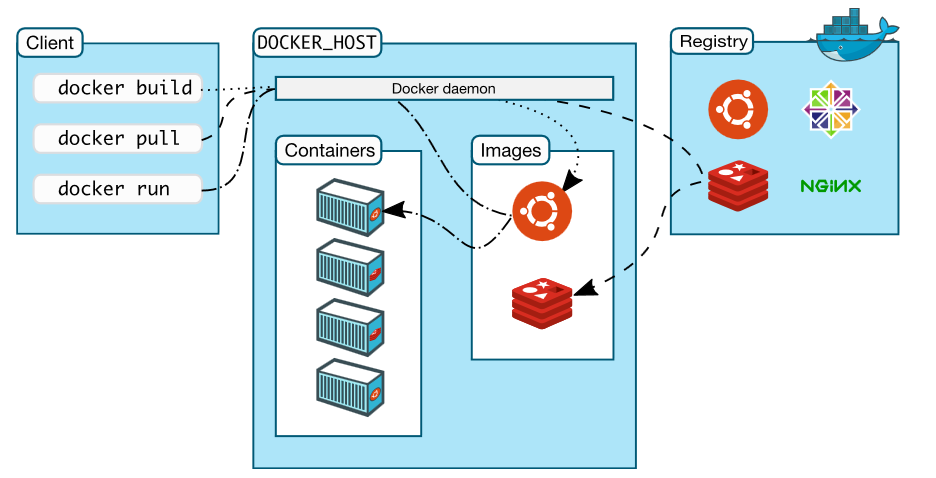 Client
docker build
docker pull
docker run
DOCKER_HOST
Docker daemon
Containers
Images
Registry
NGiNX